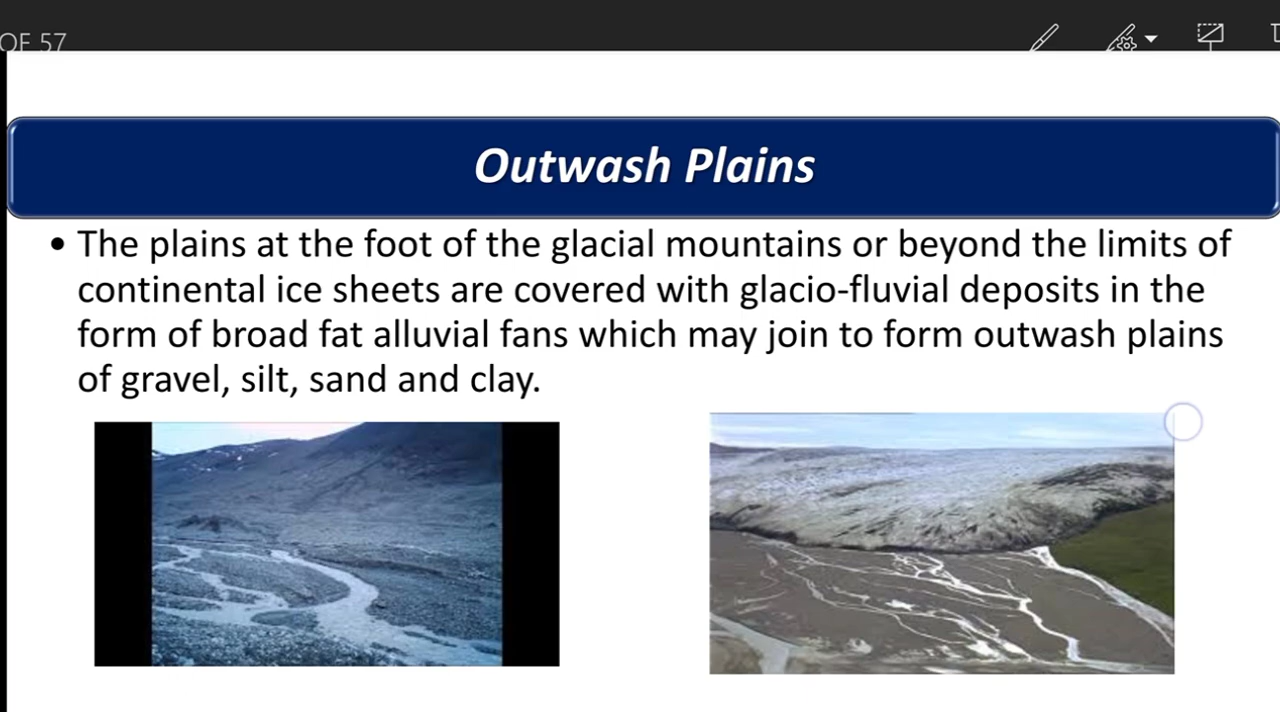 OF 57
Outwash Plains
• The plains at the foot of the glacial mountains or beyond the limits of
continental ice sheets are covered with glacio-fluvial deposits in the
form of broad fat alluvial fans which may join to form outwash plains
of gravel, silt, sand and clay.